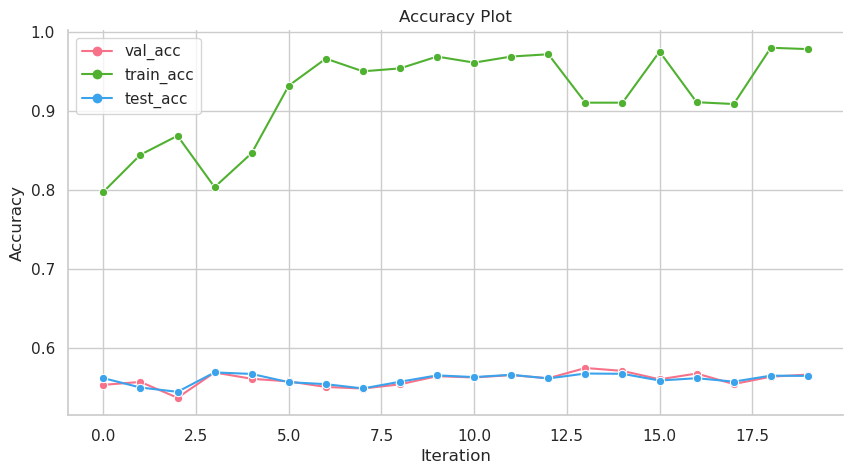 Accuracy Plot
val_acc
train_acc
test_acc
Accuracy
1.0
0.9
0.8
0.7
0.6
0.0 2.5 5.0 7.5 10.0 12.5 15.0 17.5
Iteration